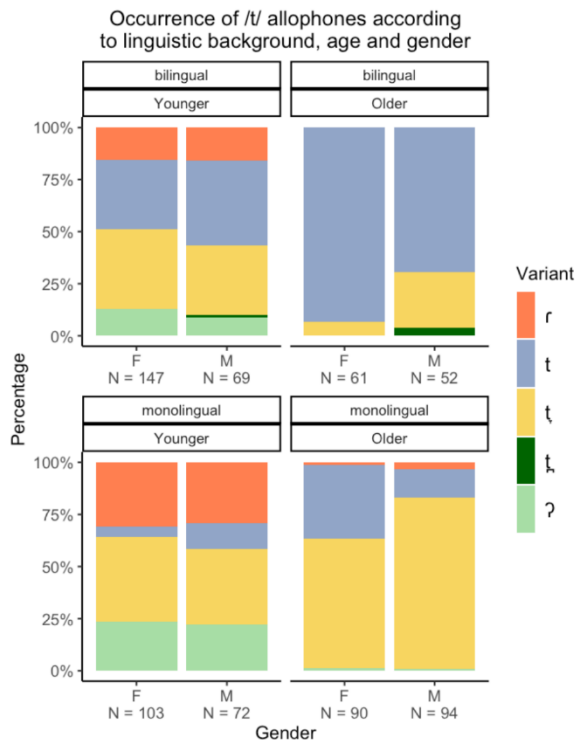 Occurrence of /t/ allophones according
to linguistic background, age and gender
bilingual
bilingual
Younger
Older
100%
75%
50%
25%
0%
F
M
F
M
N = 147
N = 69
N = 61
N = 52
monolingual
monolingual
Younger
Older
100%
75%
50%
25%
0%
F
M
F
M
N = 103
N = 72
N = 90
N = 94
Percentage
Gender
Variant
ɾ
t
ʔ